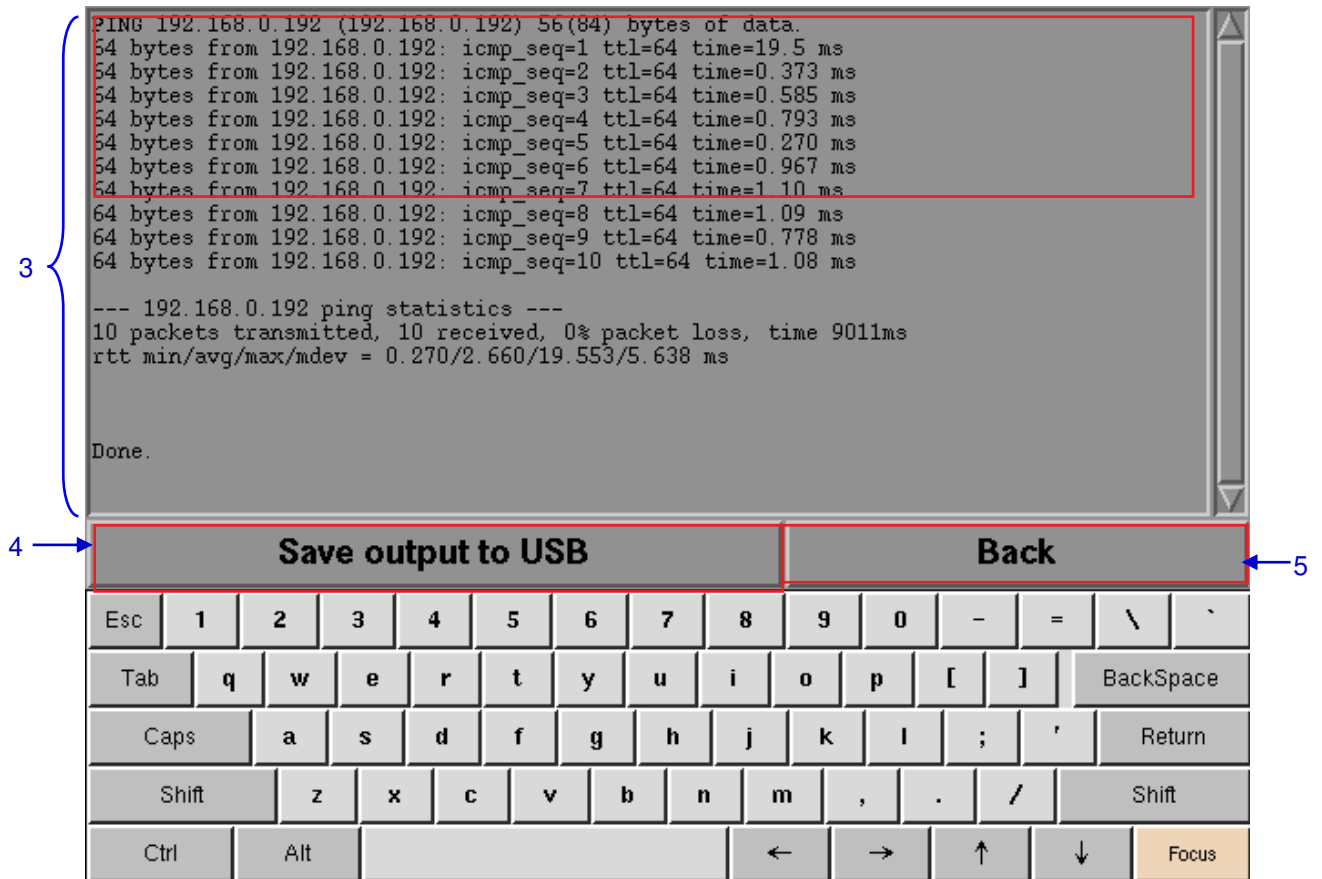 PING 192.168.0.192 (192.168.0.192) 56(84) bytes of data.
64 bytes from 192.168.0.192: icmp_seq=1 ttl=64 time=19.5 ms
64 bytes from 192.168.0.192: icmp_seq=2 ttl=64 time=0.373 ms
64 bytes from 192.168.0.192: icmp_seq=3 ttl=64 time=0.585 ms
64 bytes from 192.168.0.192: icmp_seq=4 ttl=64 time=0.793 ms
64 bytes from 192.168.0.192: icmp_seq=5 ttl=64 time=0.270 ms
64 bytes from 192.168.0.192: icmp_seq=6 ttl=64 time=0.967 ms
64 bytes from 192.168.0.192: icmp_seq=7 ttl=64 time=1.10 ms
64 bytes from 192.168.0.192: icmp_seq=8 ttl=64 time=1.09 ms
64 bytes from 192.168.0.192: icmp_seq=9 ttl=64 time=0.778 ms
64 bytes from 192.168.0.192: icmp_seq=10 ttl=64 time=1.08 ms
3
--- 192.168.0.192 ping statistics ---
10 packets transmitted, 10 received, 0% packet loss, time 9011ms
rtt min/avg/max/mdev = 0.270/2.660/19.553/5.638 ms
Done.
4 Save output to USB Back 5
Esc 1 2 3 4 5 6 7 8 9 0 - = \ `
Tab q w e r t y u i o p [ ] BackSpace
Caps a s d f g h j k l ; ' Return
Shift z x c v b n m , . / Shift
Ctrl Alt ← → ↑ ↓ Focus